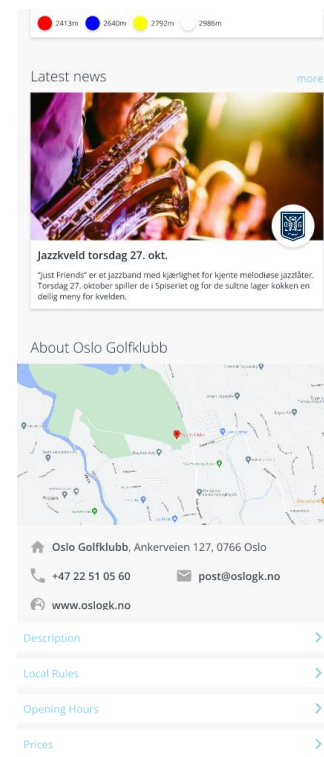 2413m 2640m 2792m 2986m
Latest news more
Jazzkveld torsdag 27. okt.
"Just Friends" er et jazzband med kjærlighet for kjente melodiøse jazzlåter.
Torsdag 27. oktober spiller de i Spiseriet og for de sultne lager kokken en
deilig meny for kvelden.
About Oslo Golfklubb
Oslo Golfklubb
Oslo Golfklubb, Ankerveien 127, 0766 Oslo
+47 22 51 05 60 post@oslogk.no
www.oslogk.no
Description
Local Rules
Opening Hours
Prices